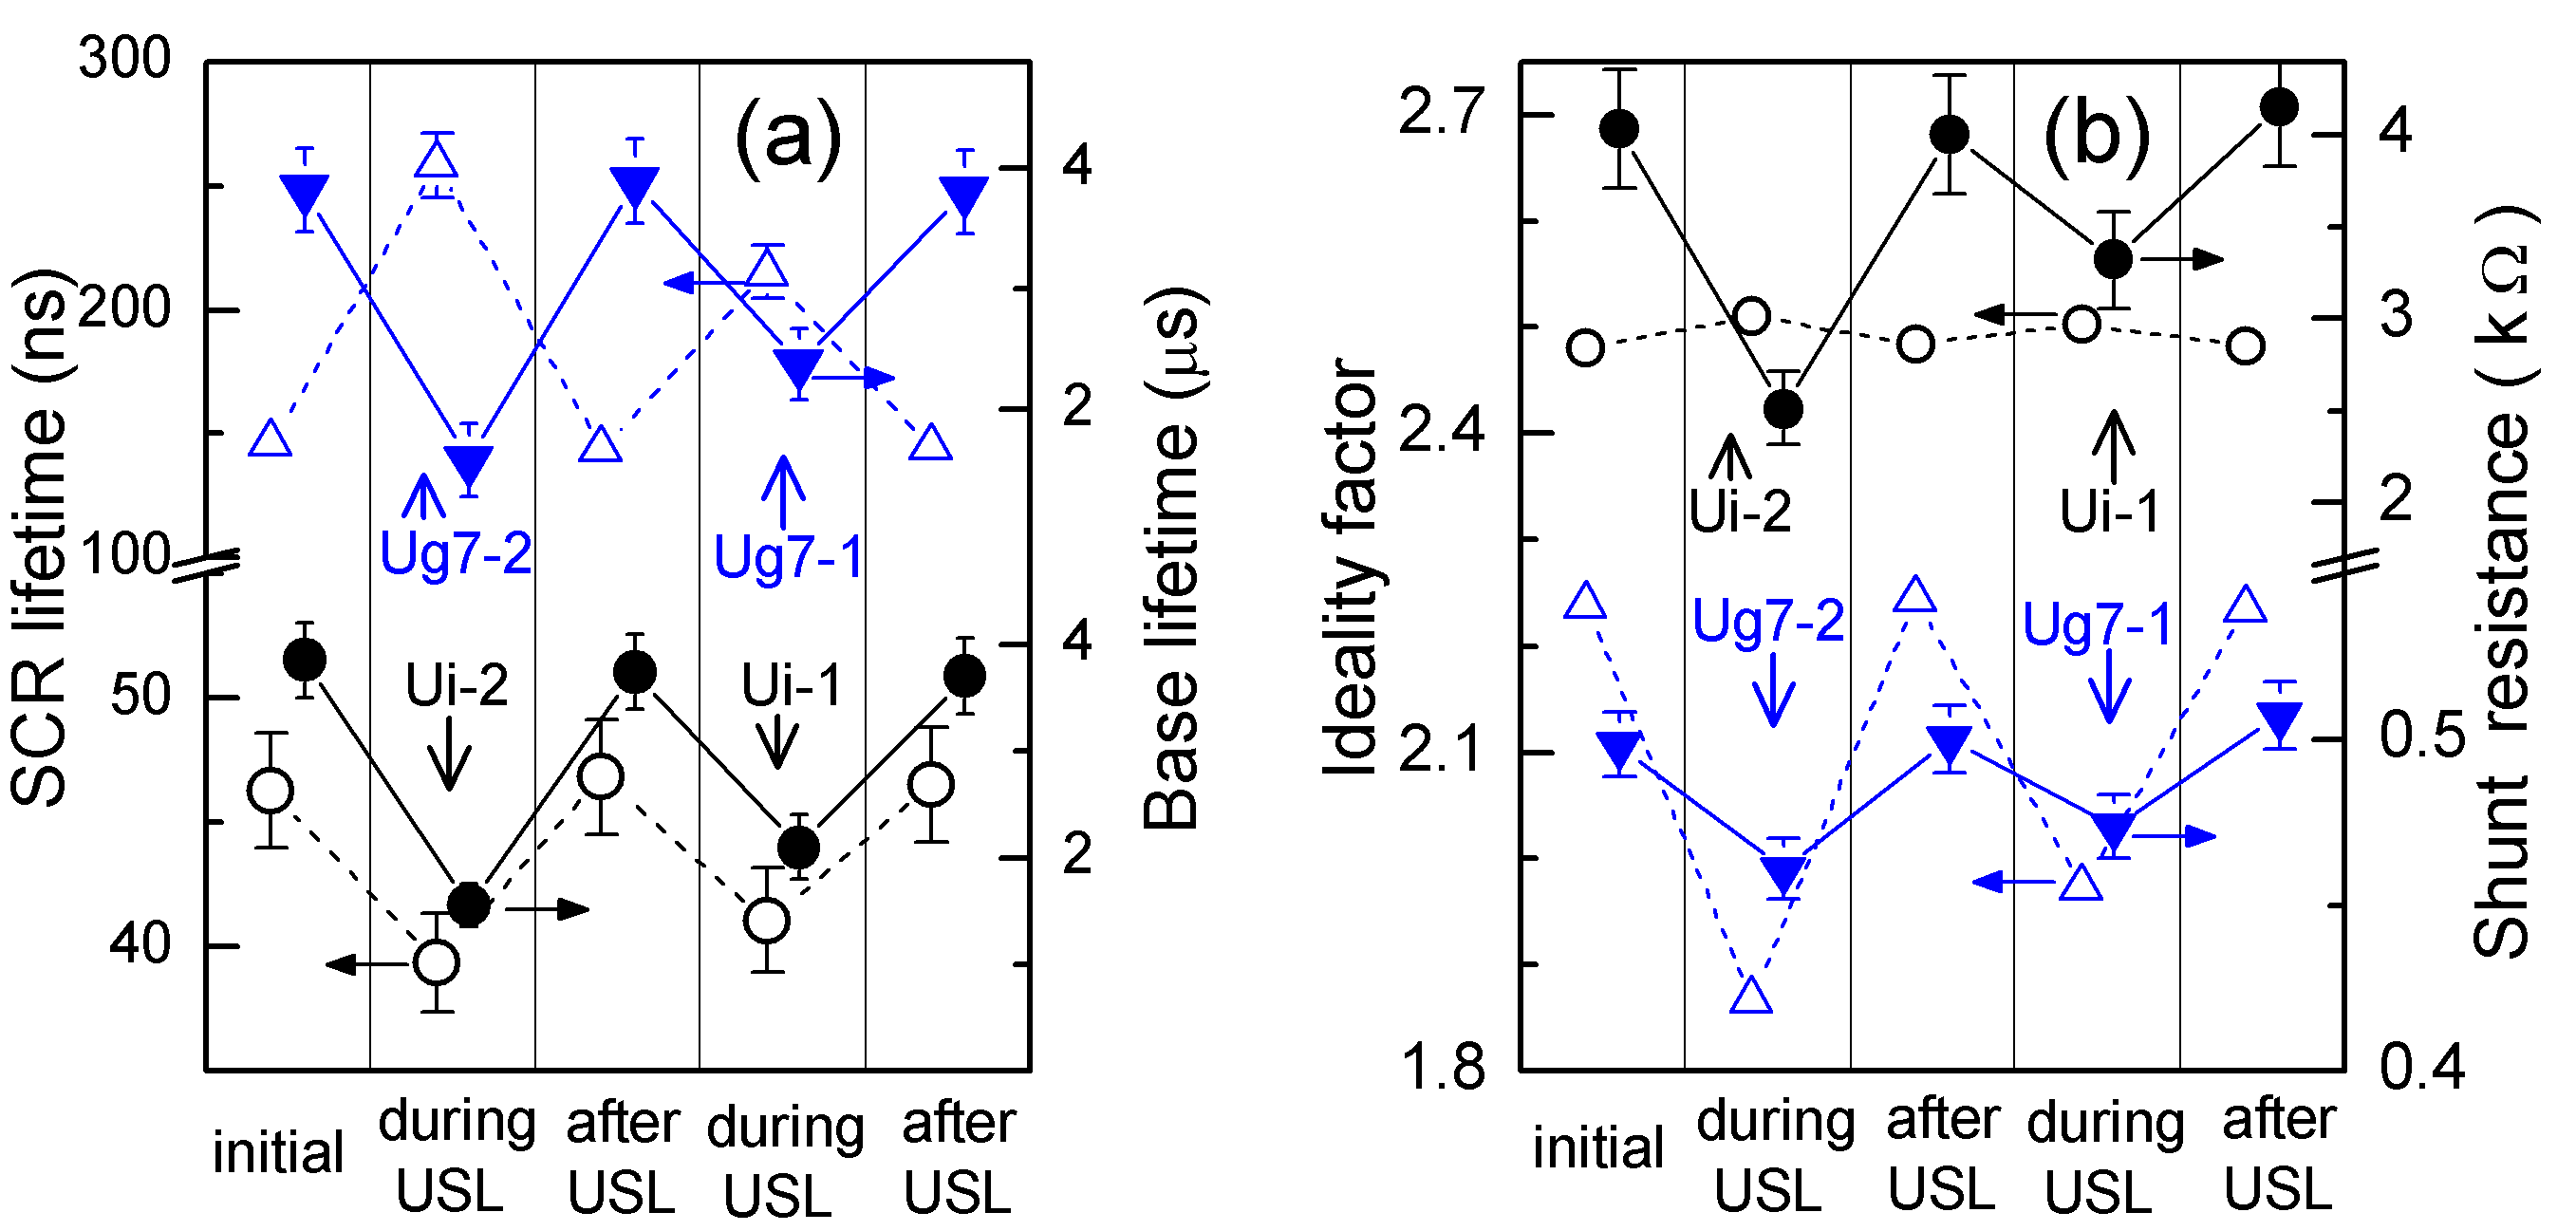 (a)
SCR lifetime (ns)
300
200
100
50
40
4
2
4
2
Base lifetime (μs)
Ug7-2
Ug7-1
Ui-2
Ui-1
initial
during USL
after USL
during USL
after USL
(b)
Ideality factor
2.7
2.4
2.1
1.8
4
3
2
0.5
0.4
Shunt resistance ( k Ω )
Ui-2
Ui-1
Ug7-2
Ug7-1
initial
during USL
after USL
during USL
after USL